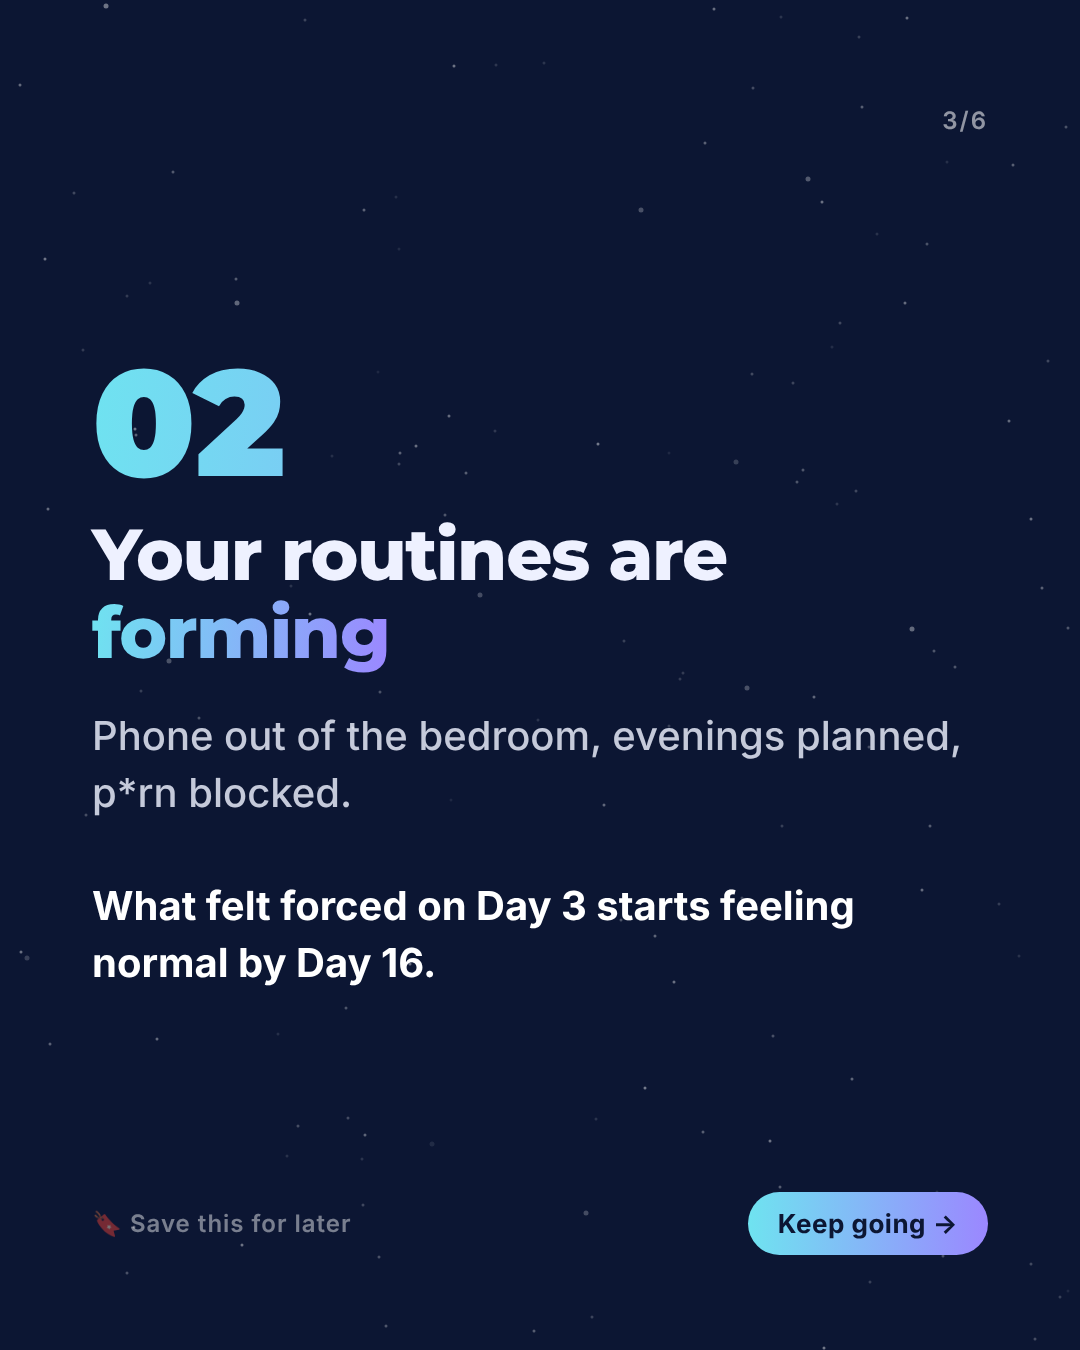 3/6
02
Your routines are
forming
Phone out of the bedroom, evenings planned,
p*rn blocked.
What felt forced on Day 3 starts feeling
normal by Day 16.
🔖 Save this for later
Keep going →